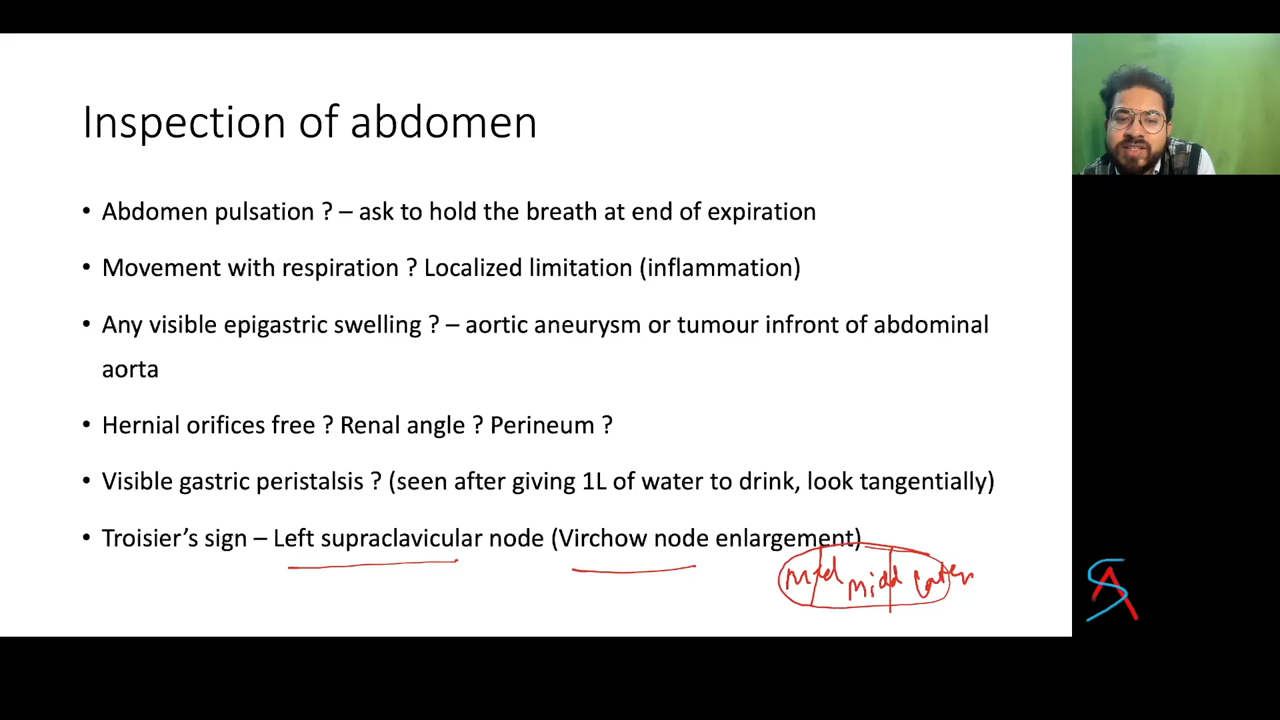 Inspection of abdomen
• Abdomen pulsation ? – ask to hold the breath at end of expiration
• Movement with respiration ? Localized limitation (inflammation)
• Any visible epigastric swelling ? – aortic aneurysm or tumour infront of abdominal
aorta
• Hernial orifices free ? Renal angle ? Perineum ?
• Visible gastric peristalsis ? (seen after giving 1L of water to drink, look tangentially)
• Troisier’s sign – Left supraclavicular node (Virchow node enlargement)